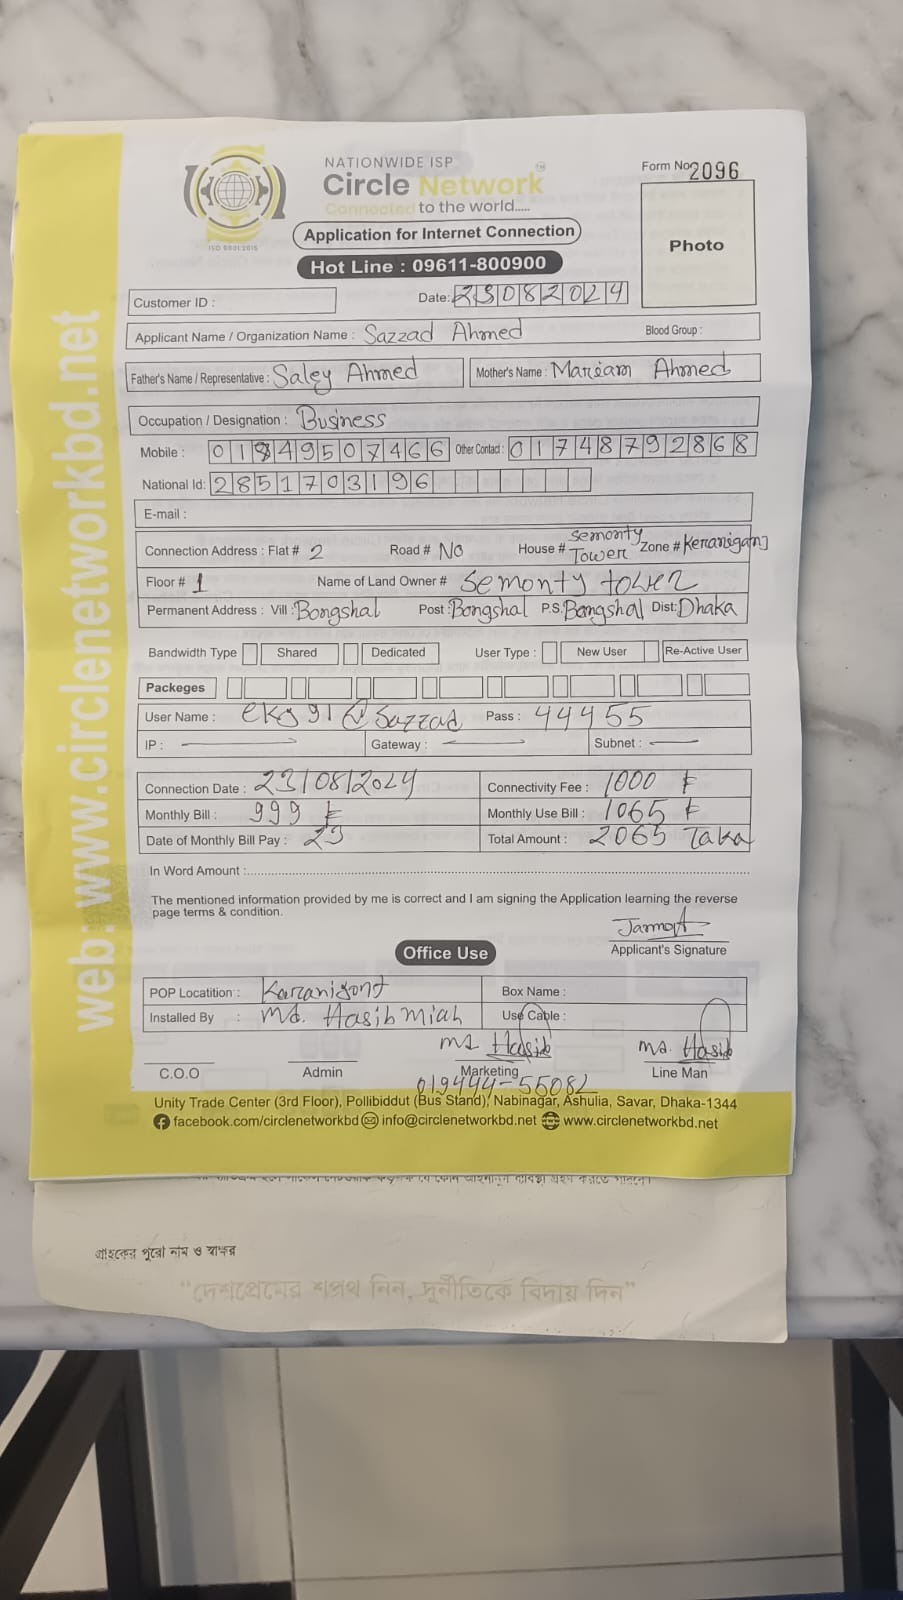 NATIONWIDE ISP
Circle Network
Connected to the world.....
ISO 9001:2015
Form No 2096
Application for Internet Connection
Hot Line : 09611-800900
Photo
Customer ID :
Date: 23082024
Applicant Name / Organization Name : Sazzad Ahmed Blood Group :
Father's Name / Representative : Saley Ahmed Mother's Name : Mariam Ahmed
Occupation / Designation : Business
Mobile : 01849507466 Other Contact : 01748792868
National Id: 2851703196
E-mail :
Connection Address : Flat # 2 Road # No House # Semonty Tower Zone # Keraniganj
Floor # 1 Name of Land Owner # Semonty tower
Permanent Address : Vill : Bongshal Post : Bongshal P.S. Bongshal Dist: Dhaka
Bandwidth Type Shared Dedicated User Type : New User Re-Active User
Packeges
User Name : Sazzad Pass : 44455
IP : Gateway : Subnet :
Connection Date : 23/08/2024 Connectivity Fee : 1000 ৳
Monthly Bill : 999 ৳ Monthly Use Bill : 1065 ৳
Date of Monthly Bill Pay : 23 Total Amount : 2065 Taka
In Word Amount :
The mentioned information provided by me is correct and I am signing the Application learning the reverse
page terms & condition.
Applicant's Signature
Office Use
POP Locatition : Karanigont Box Name :
Installed By : Md. Hasib Miah Use Cable :
Md Hasib Md. Hasib
C.O.O Admin Marketing Line Man
019444-55082
Unity Trade Center (3rd Floor), Pollibiddut (Bus Stand), Nabinagar, Ashulia, Savar, Dhaka-1344
facebook.com/circlenetworkbd info@circlenetworkbd.net www.circlenetworkbd.net
web: www.circlenetworkbd.net
গ্রাহকের পুরো নাম ও স্বাক্ষর
“দেশপ্রেমের শপথ নিন, দুর্নীতিকে বিদায় দিন”